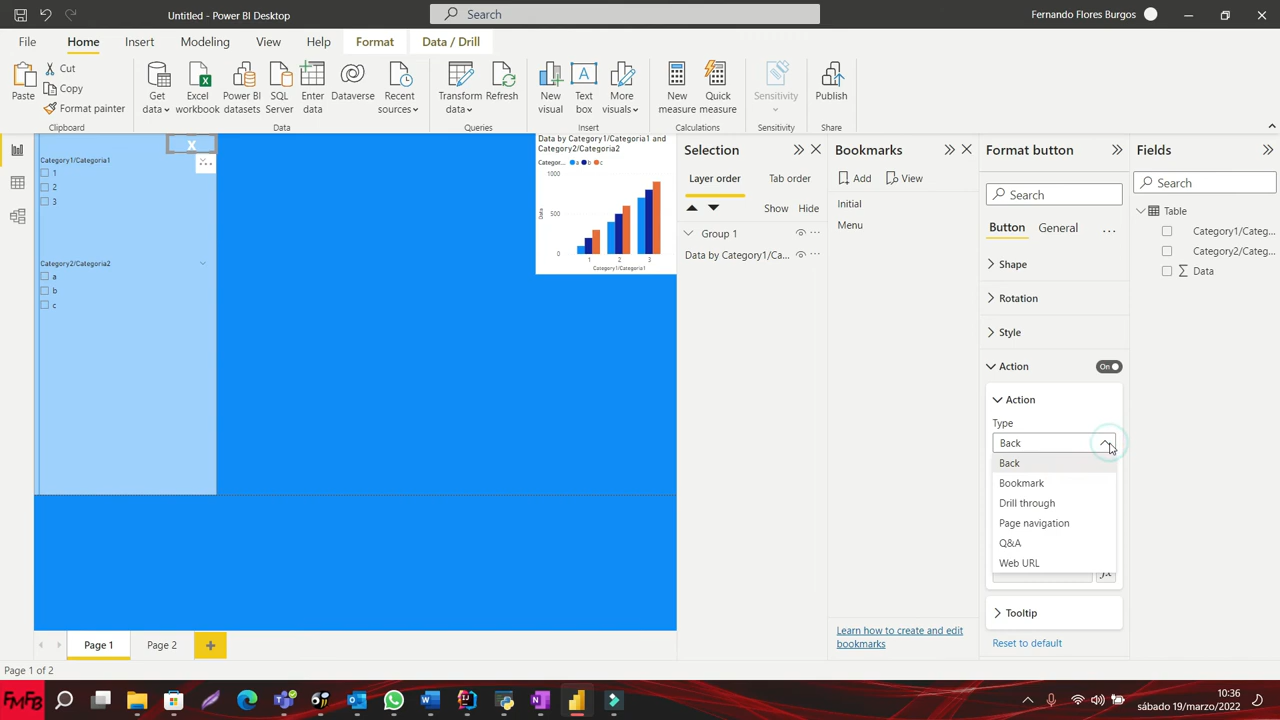 Untitled - Power BI Desktop
Search
Fernando Flores Burgos
File
Home
Insert
Modeling
View
Help
Format
Data / Drill
Paste
Cut
Copy
Format painter
Clipboard
Get data
Excel workbook
Power BI datasets
SQL Server
Enter data
Dataverse
Recent sources
Data
Transform data
Refresh
Queries
New visual
Text box
More visuals
Insert
New measure
Quick measure
Calculations
Sensitivity
Sensitivity
Publish
Share
X
Category1/Categoria1
1
2
3
Category2/Categoria2
a
b
c
Data by Category1/Categoria1 and
Category2/Categoria2
Categor...
a
b
c
1000
500
0
Data
1
2
3
Category1/Categoria1
Selection
Layer order
Tab order
Show
Hide
Group 1
Data by Category1/Ca...
Bookmarks
Add
View
Initial
Menu
Learn how to create and edit
bookmarks
Format button
Search
Button
General
Shape
Rotation
Style
Action
On
Action
Type
Back
Back
Bookmark
Drill through
Page navigation
Q&A
Web URL
Tooltip
Reset to default
Fields
Search
Table
Category1/Categ...
Category2/Categ...
Data
Page 1
Page 2
Page 1 of 2
FMFB
10:36
sábado 19/marzo/2022